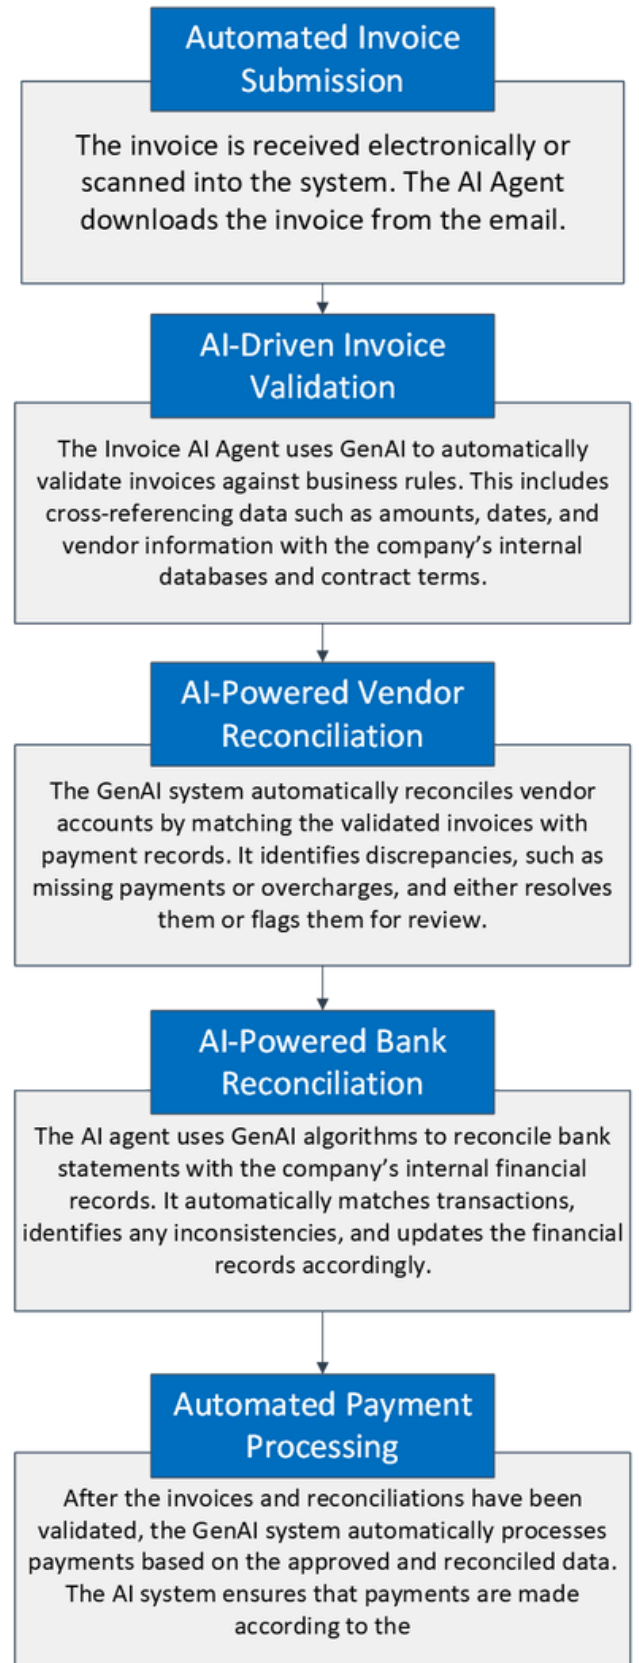 Automated Invoice
Submission
The invoice is received electronically or
scanned into the system. The AI Agent
downloads the invoice from the email.
AI-Driven Invoice
Validation
The Invoice AI Agent uses GenAI to automatically
validate invoices against business rules. This includes
cross-referencing data such as amounts, dates, and
vendor information with the company’s internal
databases and contract terms.
AI-Powered Vendor
Reconciliation
The GenAI system automatically reconciles vendor
accounts by matching the validated invoices with
payment records. It identifies discrepancies, such as
missing payments or overcharges, and either resolves
them or flags them for review.
AI-Powered Bank
Reconciliation
The AI agent uses GenAI algorithms to reconcile bank
statements with the company’s internal financial
records. It automatically matches transactions,
identifies any inconsistencies, and updates the financial
records accordingly.
Automated Payment
Processing
After the invoices and reconciliations have been
validated, the GenAI system automatically processes
payments based on the approved and reconciled data.
The AI system ensures that payments are made
according to the